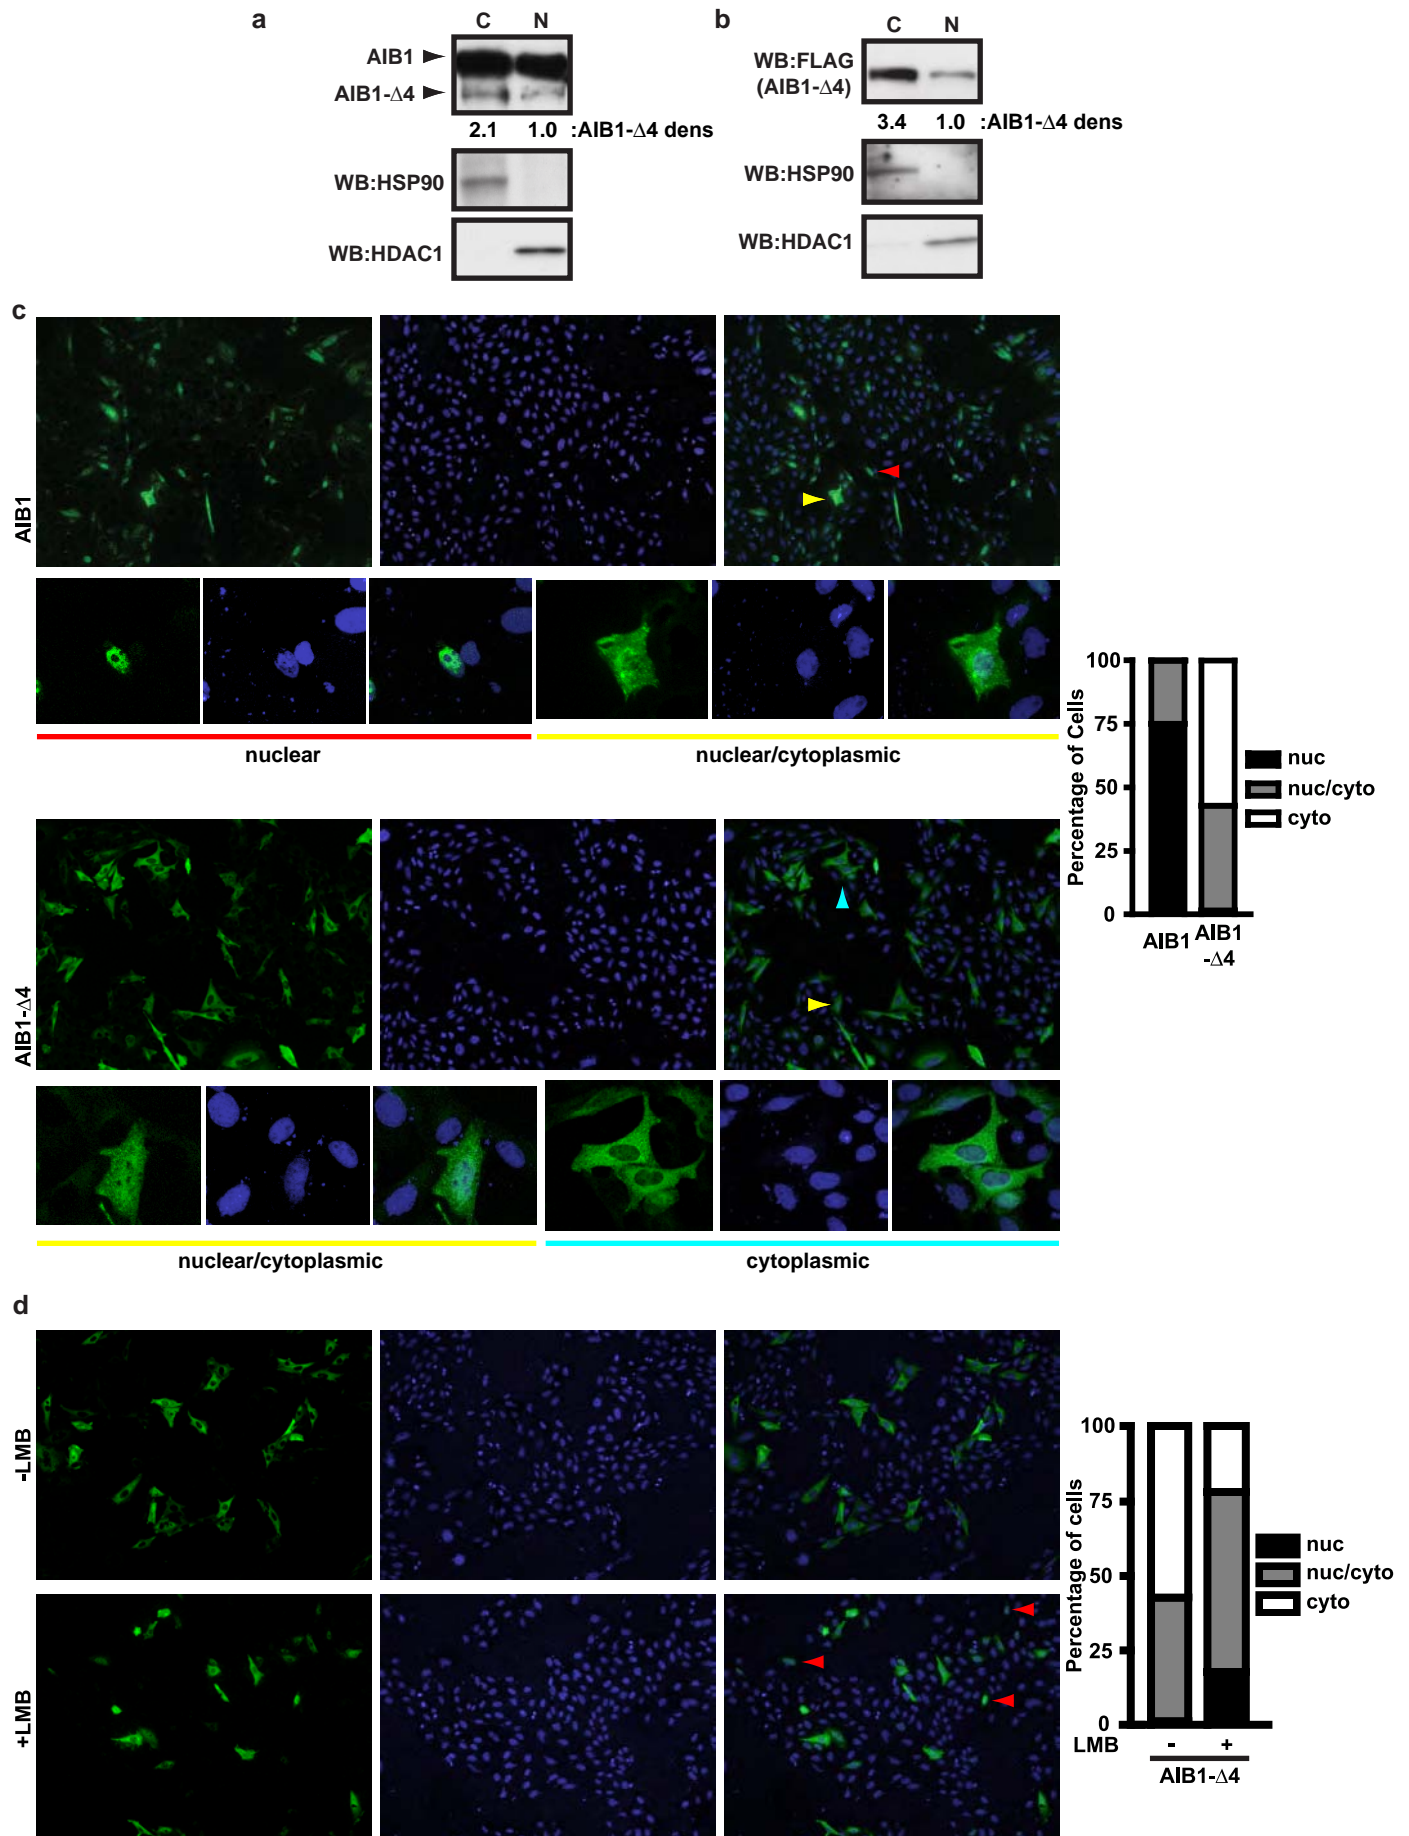 a
C N
AIB1
AIB1-Δ4
2.1 1.0 :AIB1-Δ4 dens
WB:HSP90
WB:HDAC1
b
C N
WB:FLAG
(AIB1-Δ4)
3.4 1.0 :AIB1-Δ4 dens
WB:HSP90
WB:HDAC1
c
AIB1
nuclear
nuclear/cytoplasmic
AIB1-Δ4
nuclear/cytoplasmic
cytoplasmic
Percentage of Cells
100
75
50
25
0
AIB1
AIB1
-Δ4
nuc
nuc/cyto
cyto
d
-LMB
+LMB
Percentage of cells
100
75
50
25
0
LMB - +
AIB1-Δ4
nuc
nuc/cyto
cyto